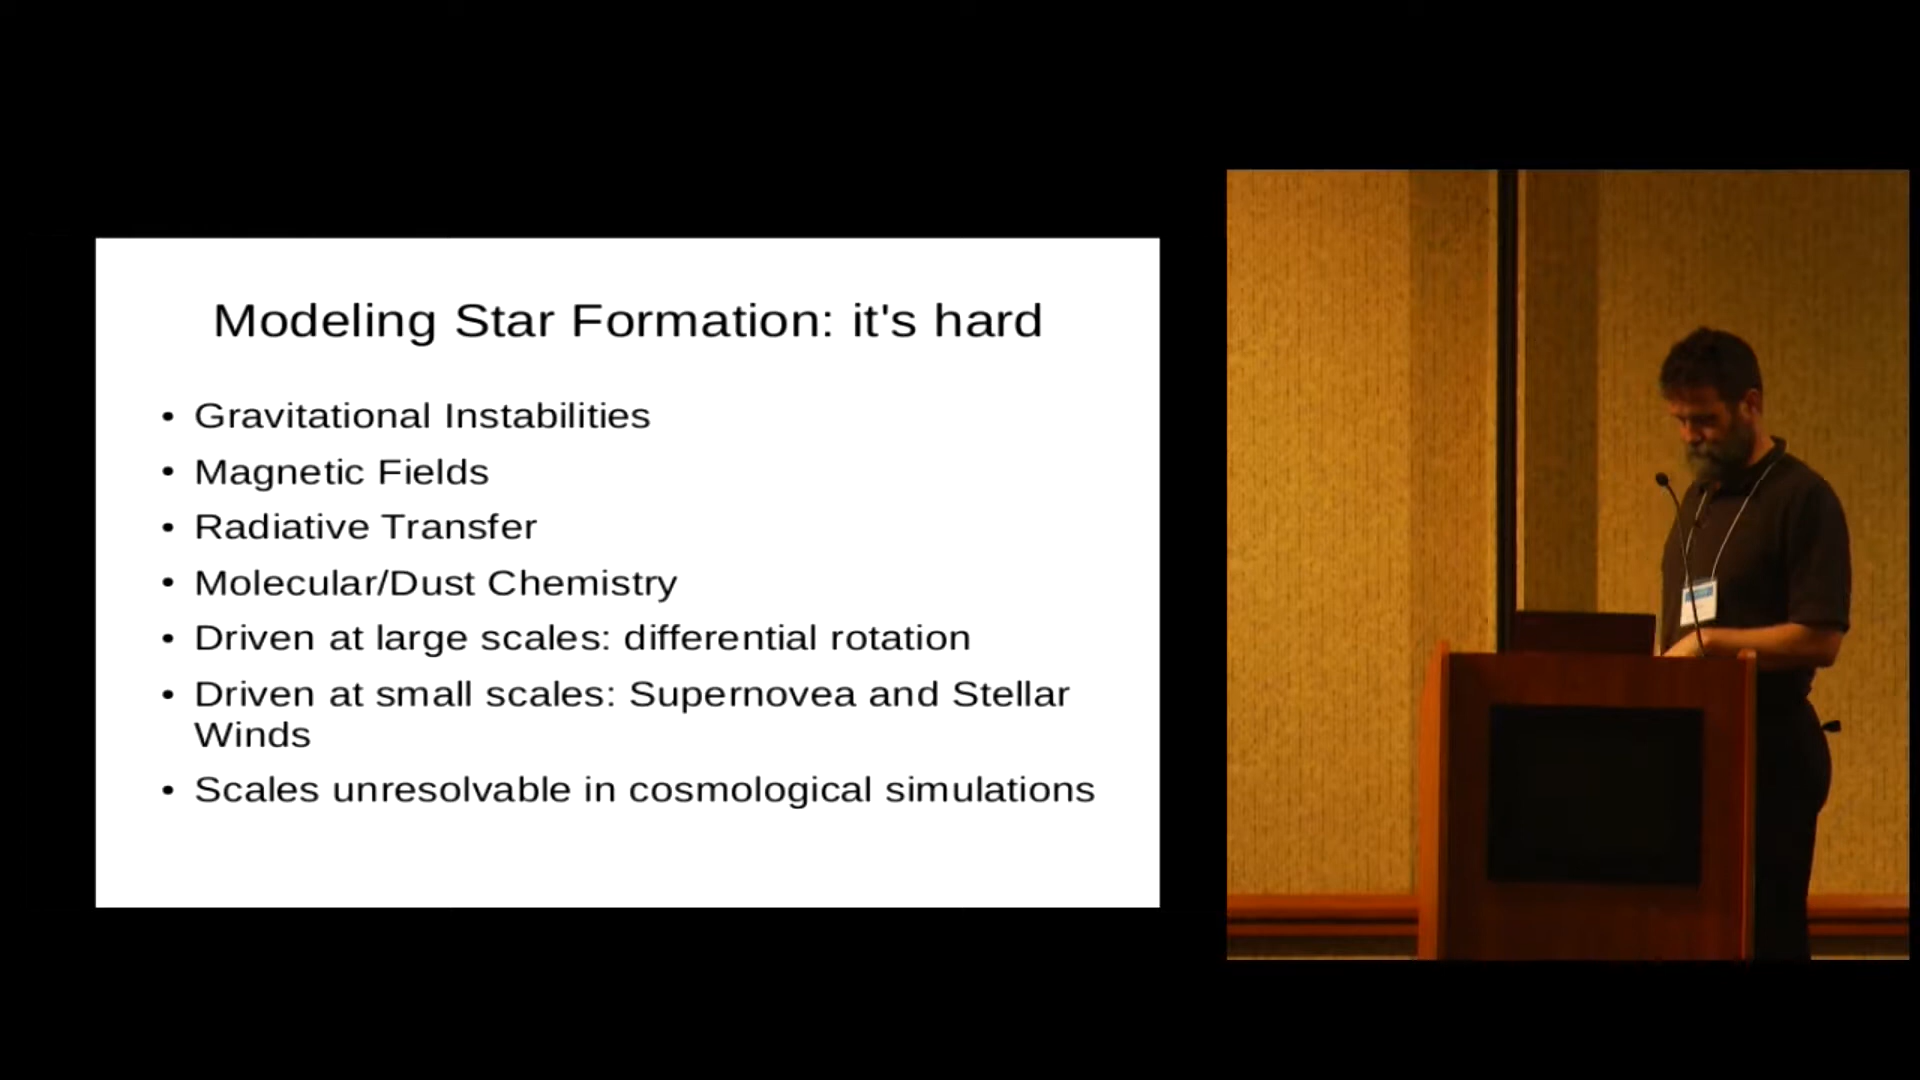 Modeling Star Formation: it's hard
• Gravitational Instabilities
• Magnetic Fields
• Radiative Transfer
• Molecular/Dust Chemistry
• Driven at large scales: differential rotation
• Driven at small scales: Supernovea and Stellar
Winds
• Scales unresolvable in cosmological simulations